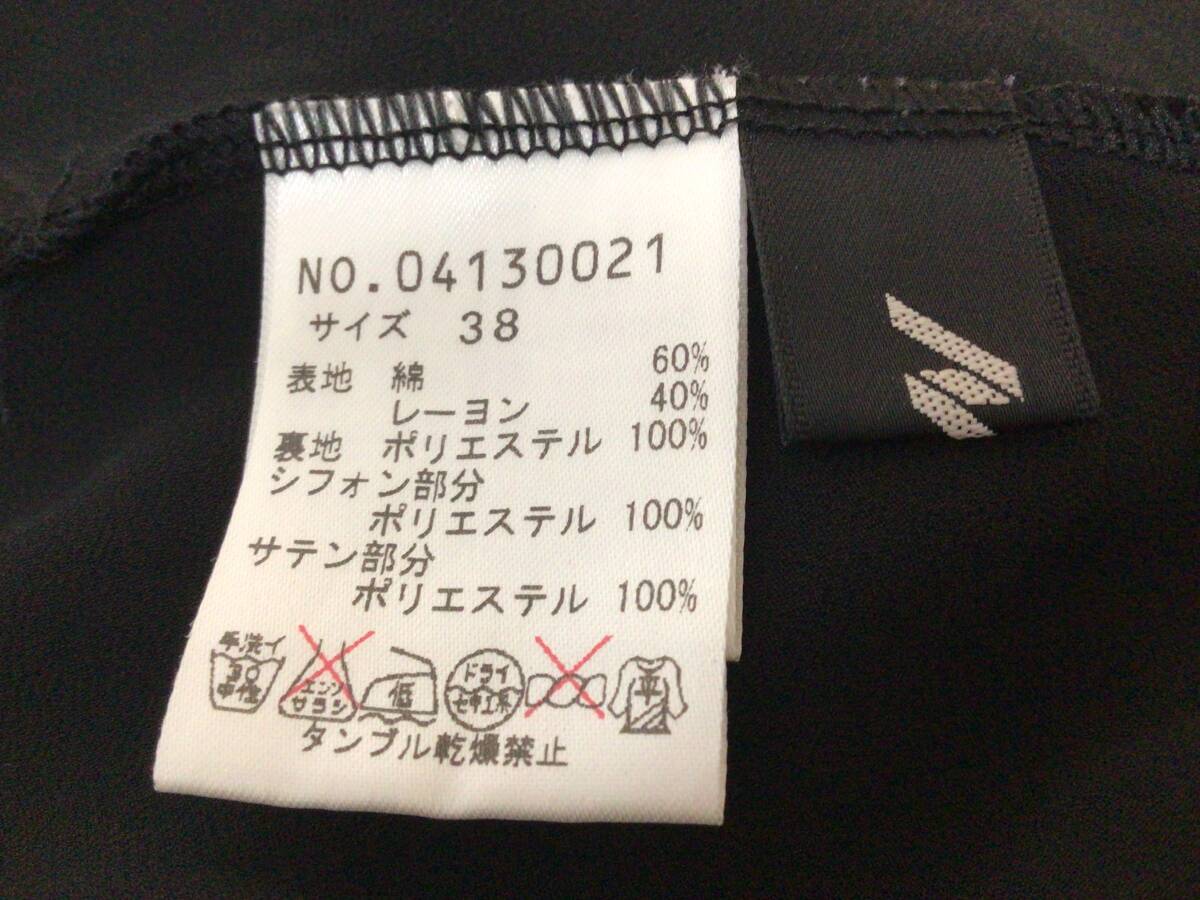 NO.04130021
サイズ 38
表地 綿 60%
レーヨン 40%
裏地 ポリエステル 100%
シフォン部分
ポリエステル 100%
サテン部分
ポリエステル 100%
手洗イ 30 中性
エンソ サラシ
低
ドライ セキユ系
平
タンブル乾燥禁止